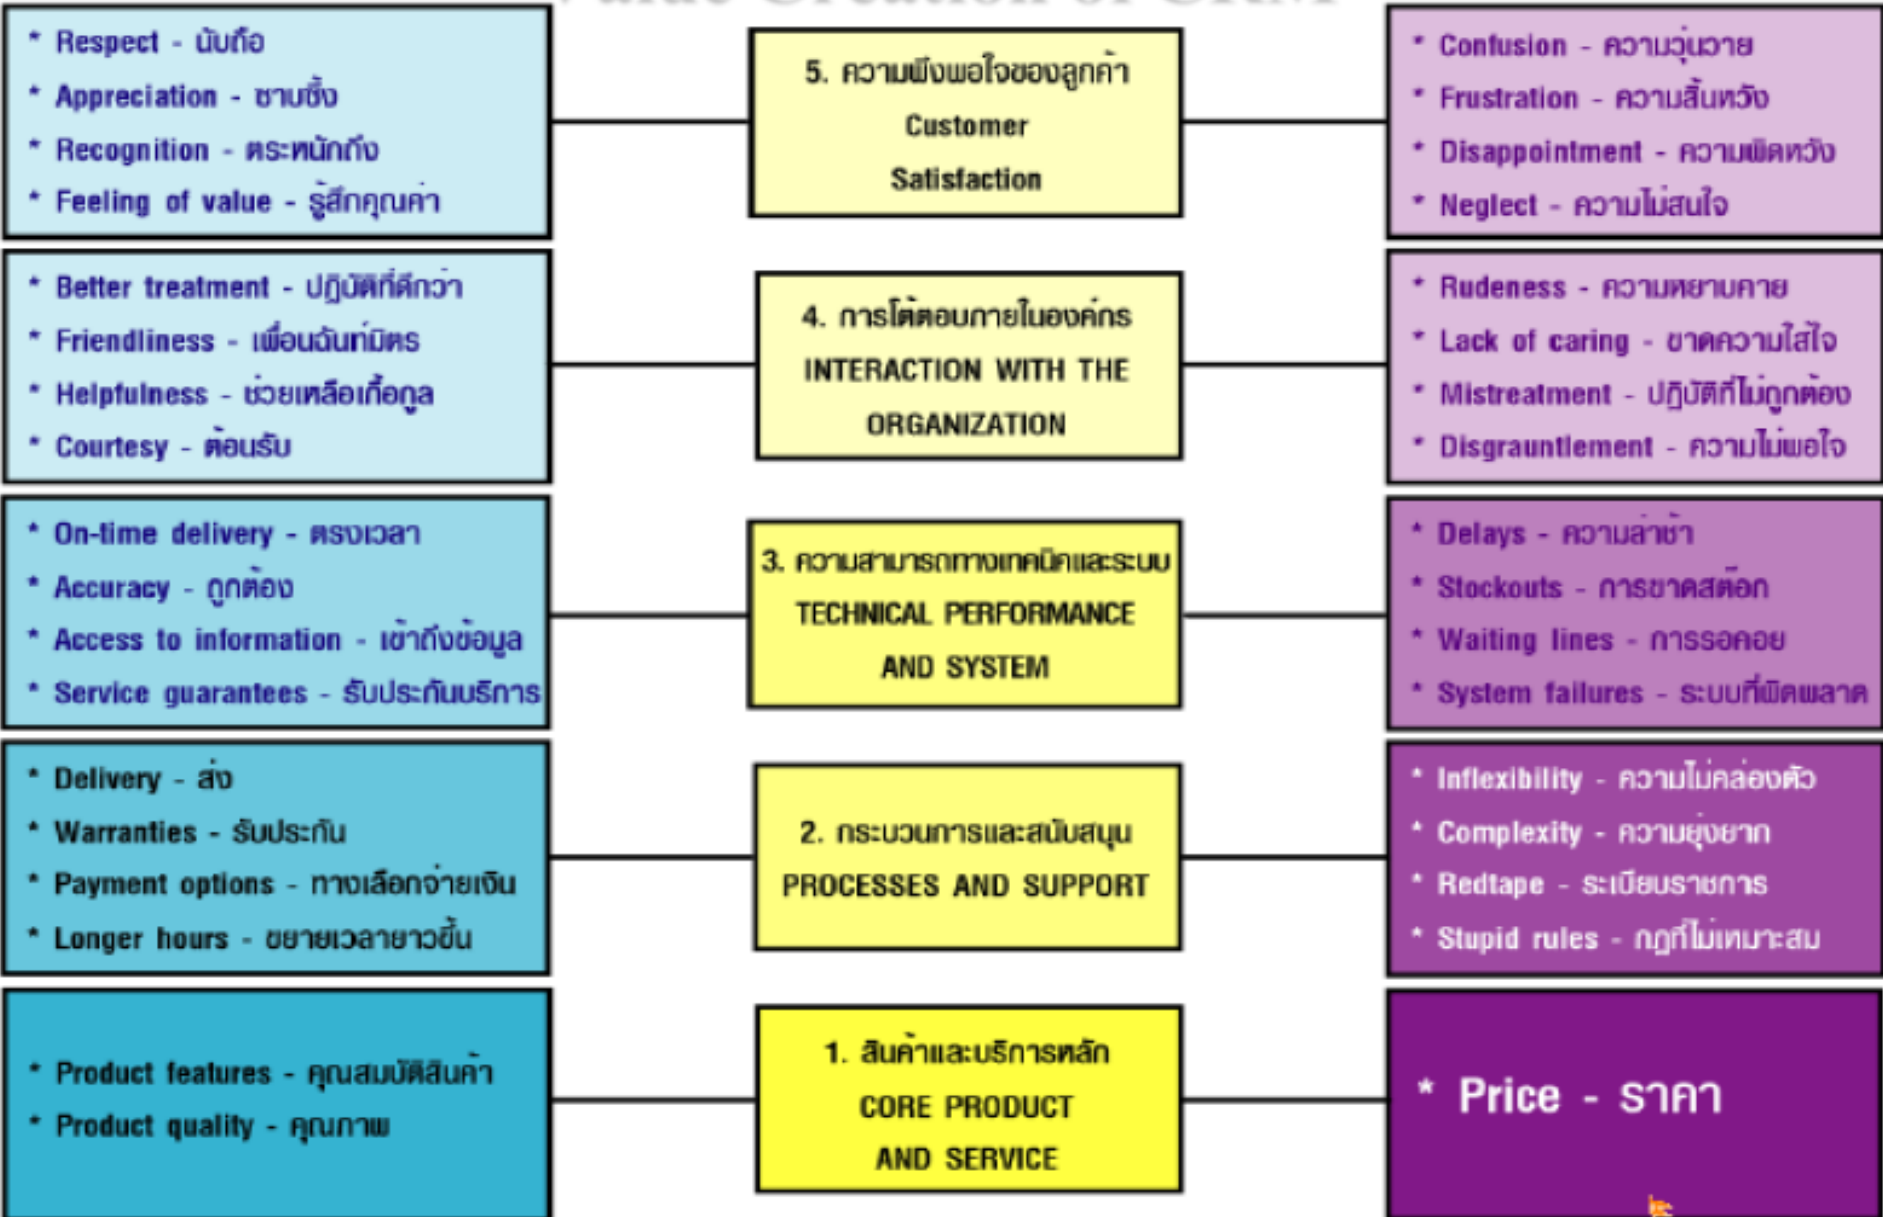 Value Creation of CRM
* Respect - นับถือ
* Appreciation - ซาบซึ้ง
* Recognition - ตระหนักถึง
* Feeling of value - รู้สึกคุณค่า
5. ความพึงพอใจของลูกค้า
Customer
Satisfaction
* Confusion - ความวุ่นวาย
* Frustration - ความสิ้นหวัง
* Disappointment - ความผิดหวัง
* Neglect - ความไม่สนใจ
* Better treatment - ปฏิบัติที่ดีกว่า
* Friendliness - เพื่อนฉันท์มิตร
* Helpfulness - ช่วยเหลือเกื้อกูล
* Courtesy - ต้อนรับ
4. การโต้ตอบภายในองค์กร
INTERACTION WITH THE
ORGANIZATION
* Rudeness - ความหยาบคาย
* Lack of caring - ขาดความใส่ใจ
* Mistreatment - ปฏิบัติที่ไม่ถูกต้อง
* Disgrauntlement - ความไม่พอใจ
* On-time delivery - ตรงเวลา
* Accuracy - ถูกต้อง
* Access to information - เข้าถึงข้อมูล
* Service guarantees - รับประกันบริการ
3. ความสามารถทางเทคนิคและระบบ
TECHNICAL PERFORMANCE
AND SYSTEM
* Delays - ความล่าช้า
* Stockouts - การขาดสต๊อก
* Waiting lines - การรอคอย
* System failures - ระบบที่ผิดพลาด
* Delivery - ส่ง
* Warranties - รับประกัน
* Payment options - ทางเลือกจ่ายเงิน
* Longer hours - ขยายเวลายาวขึ้น
2. กระบวนการและสนับสนุน
PROCESSES AND SUPPORT
* Inflexibility - ความไม่คล่องตัว
* Complexity - ความยุ่งยาก
* Redtape - ระเบียบราชการ
* Stupid rules - กฎที่ไม่เหมาะสม
* Product features - คุณสมบัติสินค้า
* Product quality - คุณภาพ
1. สินค้าและบริการหลัก
CORE PRODUCT
AND SERVICE
* Price - ราคา